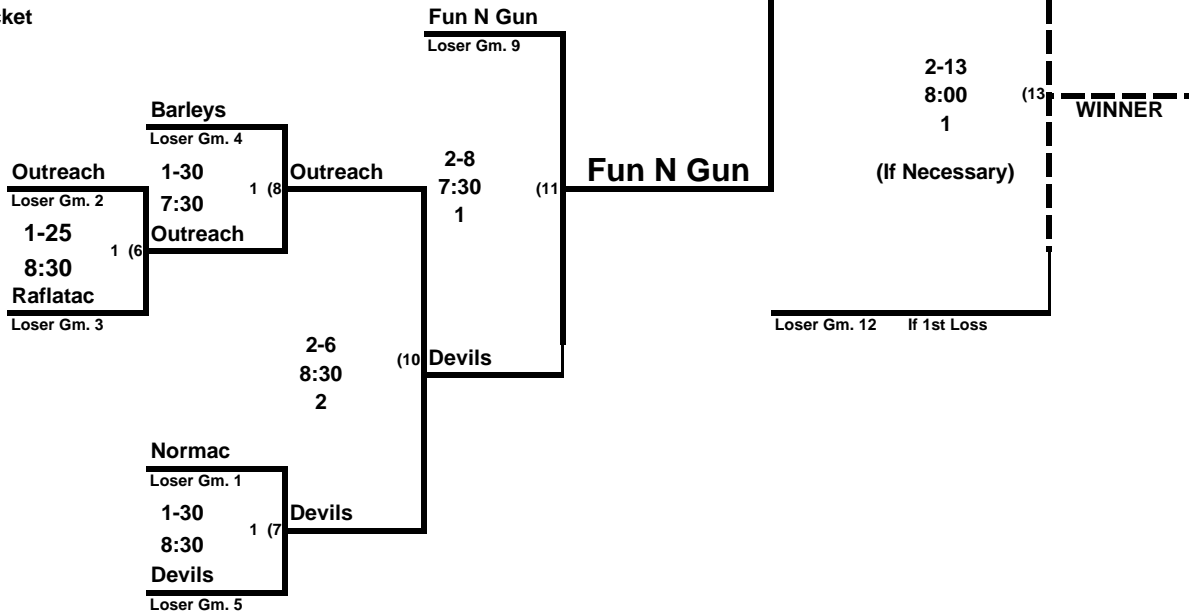 Fun N Gun
Loser Gm. 9
2-13
8:00
1
(13
WINNER
(If Necessary)
Barleys
Loser Gm. 4
1-30
7:30
1 (8
Outreach
Outreach
Loser Gm. 2
1-25
8:30
1 (6
Outreach
Raflatac
Loser Gm. 3
2-8
7:30
1
(11
Fun N Gun
Loser Gm. 12 If 1st Loss
2-6
8:30
2
(10
Devils
Normac
Loser Gm. 1
1-30
8:30
1 (7
Devils
Devils
Loser Gm. 5